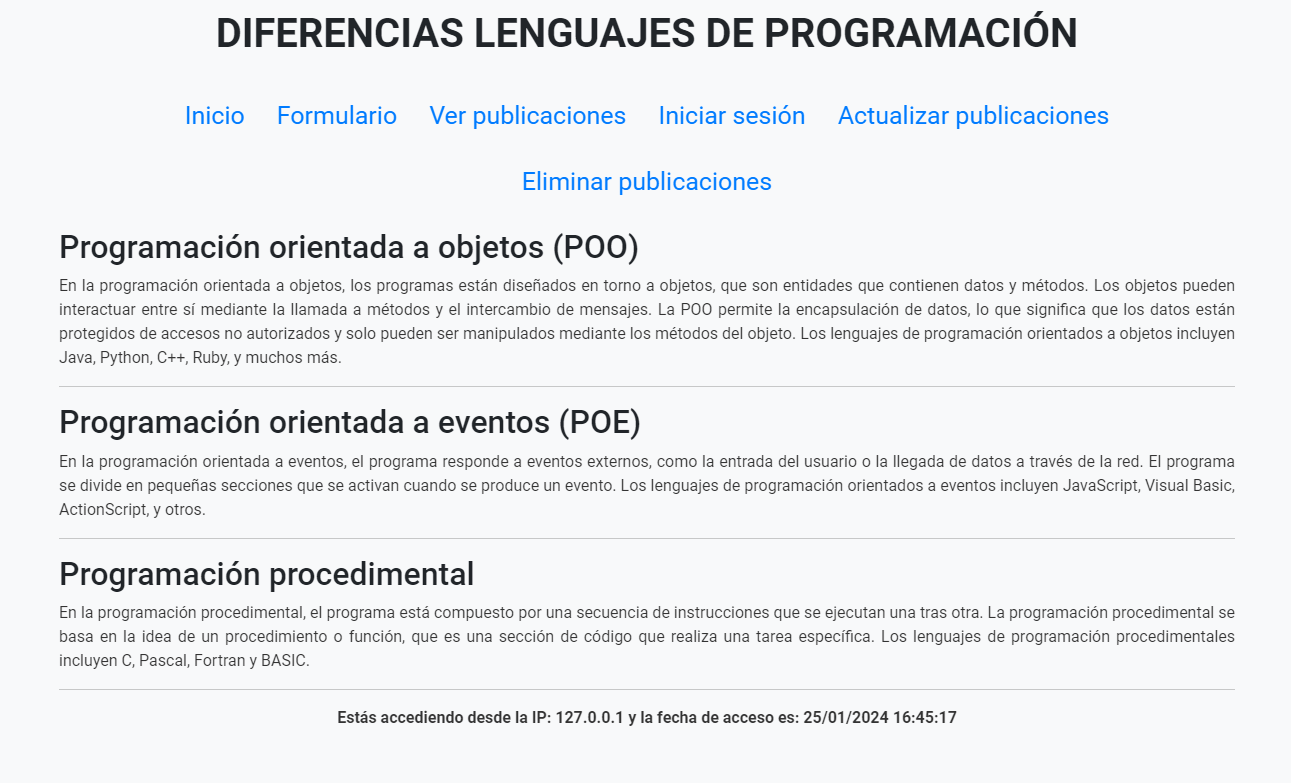 DIFERENCIAS LENGUAJES DE PROGRAMACIÓN
Inicio Formulario Ver publicaciones Iniciar sesión Actualizar publicaciones
Eliminar publicaciones
Programación orientada a objetos (POO)
En la programación orientada a objetos, los programas están diseñados en torno a objetos, que son entidades que contienen datos y métodos. Los objetos pueden
interactuar entre sí mediante la llamada a métodos y el intercambio de mensajes. La POO permite la encapsulación de datos, lo que significa que los datos están
protegidos de accesos no autorizados y solo pueden ser manipulados mediante los métodos del objeto. Los lenguajes de programación orientados a objetos incluyen
Java, Python, C++, Ruby, y muchos más.
Programación orientada a eventos (POE)
En la programación orientada a eventos, el programa responde a eventos externos, como la entrada del usuario o la llegada de datos a través de la red. El programa
se divide en pequeñas secciones que se activan cuando se produce un evento. Los lenguajes de programación orientados a eventos incluyen JavaScript, Visual Basic,
ActionScript, y otros.
Programación procedimental
En la programación procedimental, el programa está compuesto por una secuencia de instrucciones que se ejecutan una tras otra. La programación procedimental se
basa en la idea de un procedimiento o función, que es una sección de código que realiza una tarea específica. Los lenguajes de programación procedimentales
incluyen C, Pascal, Fortran y BASIC.
Estás accediendo desde la IP: 127.0.0.1 y la fecha de acceso es: 25/01/2024 16:45:17